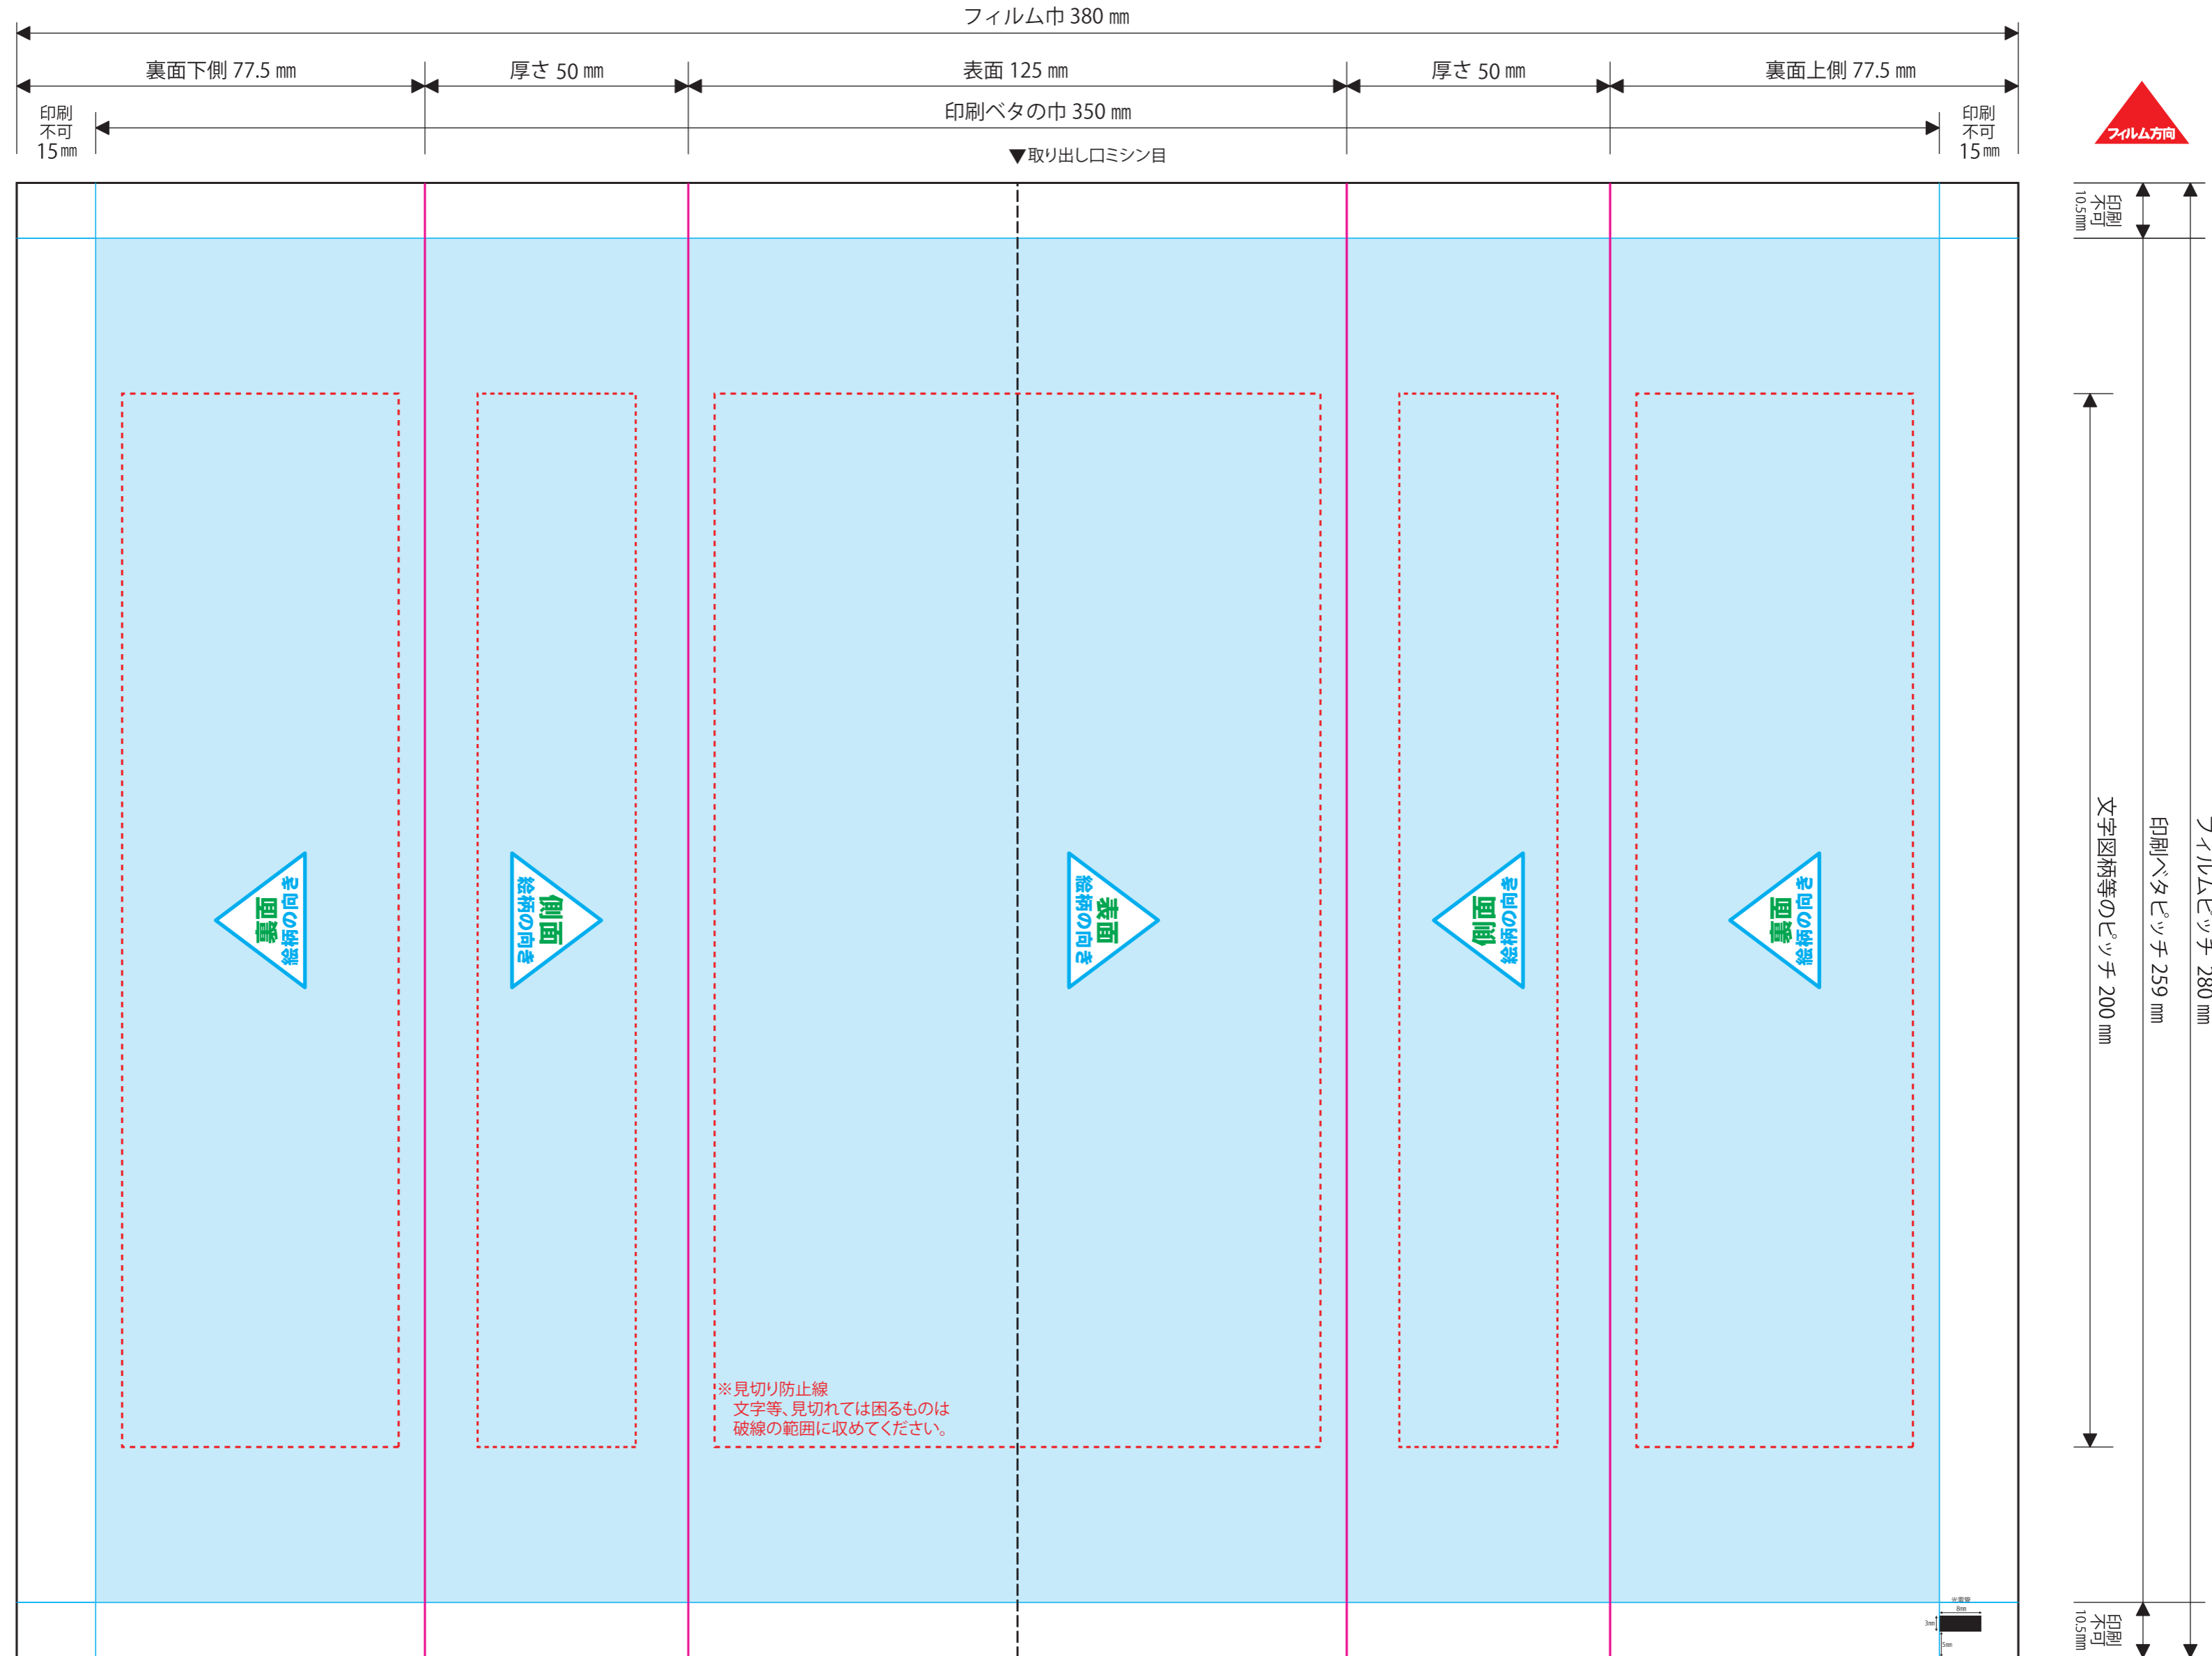 フィルム巾 380 ㎜
裏面下側 77.5 ㎜
厚さ 50 ㎜
表面 125 ㎜
厚さ 50 ㎜
裏面上側 77.5 ㎜
印刷
不可
15㎜
印刷ベタの巾 350 ㎜
印刷
不可
15㎜
▼取り出し口ミシン目
フィルム方向
印刷
不可
10.5㎜
裏面
絵柄の向き
側面
絵柄の向き
表面
絵柄の向き
側面
絵柄の向き
裏面
絵柄の向き
文字図柄等のピッチ 200 ㎜
印刷ベタピッチ 259 ㎜
フィルムピッチ 280 ㎜
※見切り防止線
文字等、見切れては困るものは
破線の範囲に収めてください。
光電管
8㎜
3㎜
5㎜
印刷
不可
10.5㎜